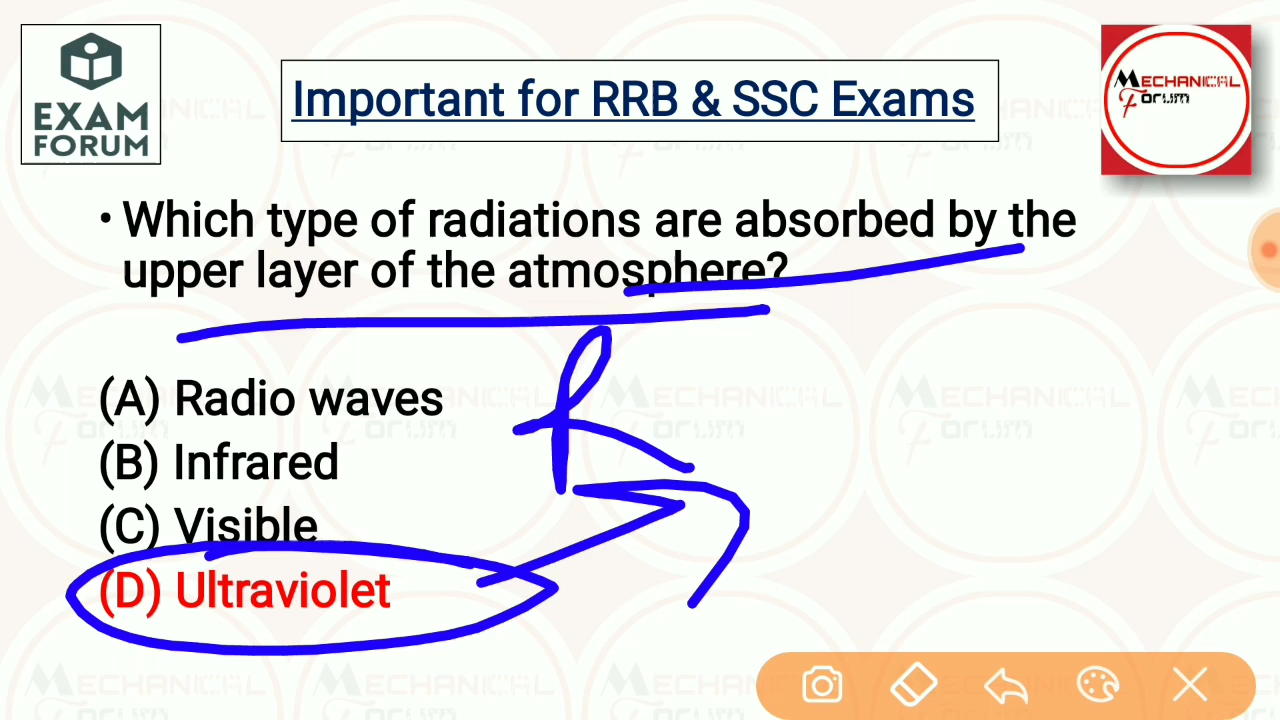 EXAM
FORUM
Important for RRB & SSC Exams
MECHANICAL
Forum
• Which type of radiations are absorbed by the
upper layer of the atmosphere?
(A) Radio waves
(B) Infrared
(C) Visible
(D) Ultraviolet